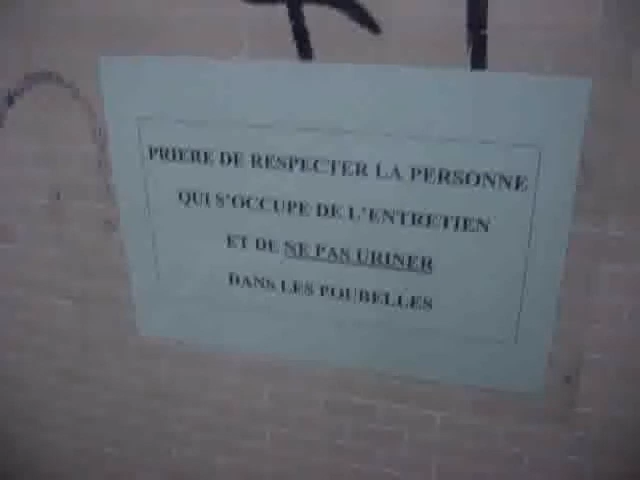 PRIERE DE RESPECTER LA PERSONNE
QUI S'OCCUPE DE L'ENTRETIEN
ET DE NE PAS URINER
DANS LES POUBELLES